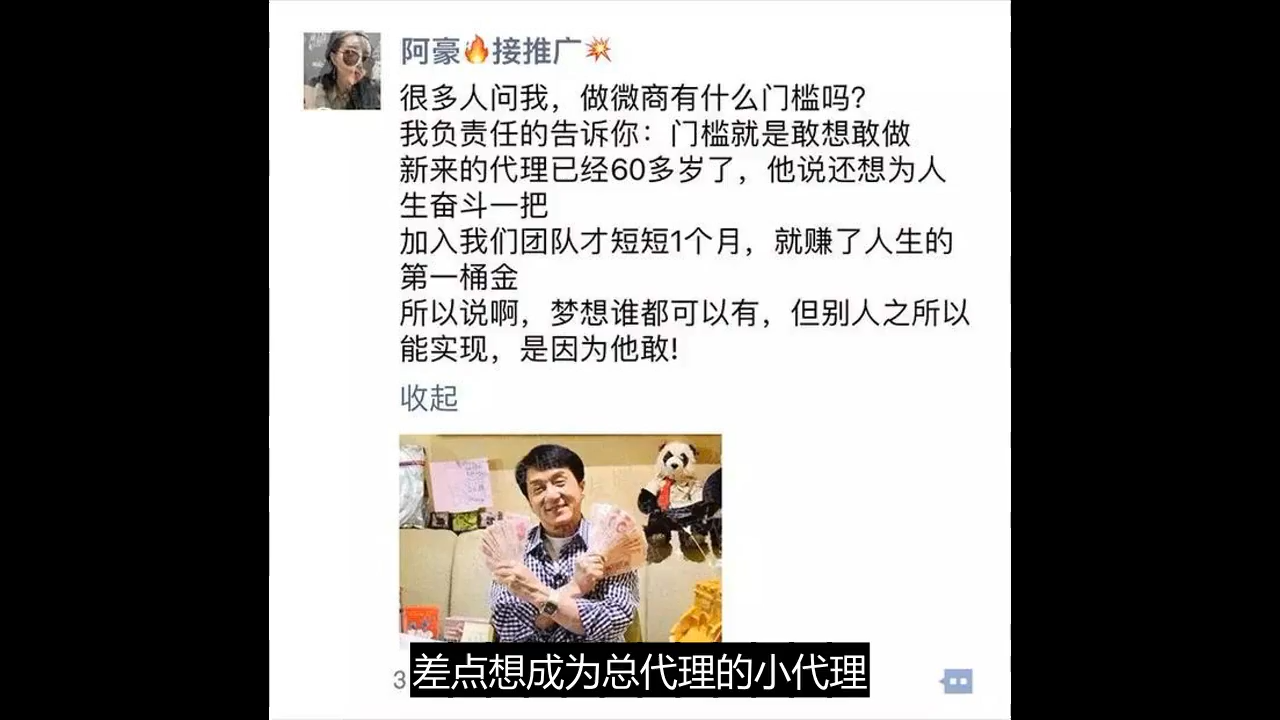 阿豪🔥接推广💥
很多人问我，做微商有什么门槛吗？
我负责任的告诉你：门槛就是敢想敢做
新来的代理已经60多岁了，他说还想为人
生奋斗一把
加入我们团队才短短1个月，就赚了人生的
第一桶金
所以说啊，梦想谁都可以有，但别人之所以
能实现，是因为他敢!
收起
3
差点想成为总代理的小代理